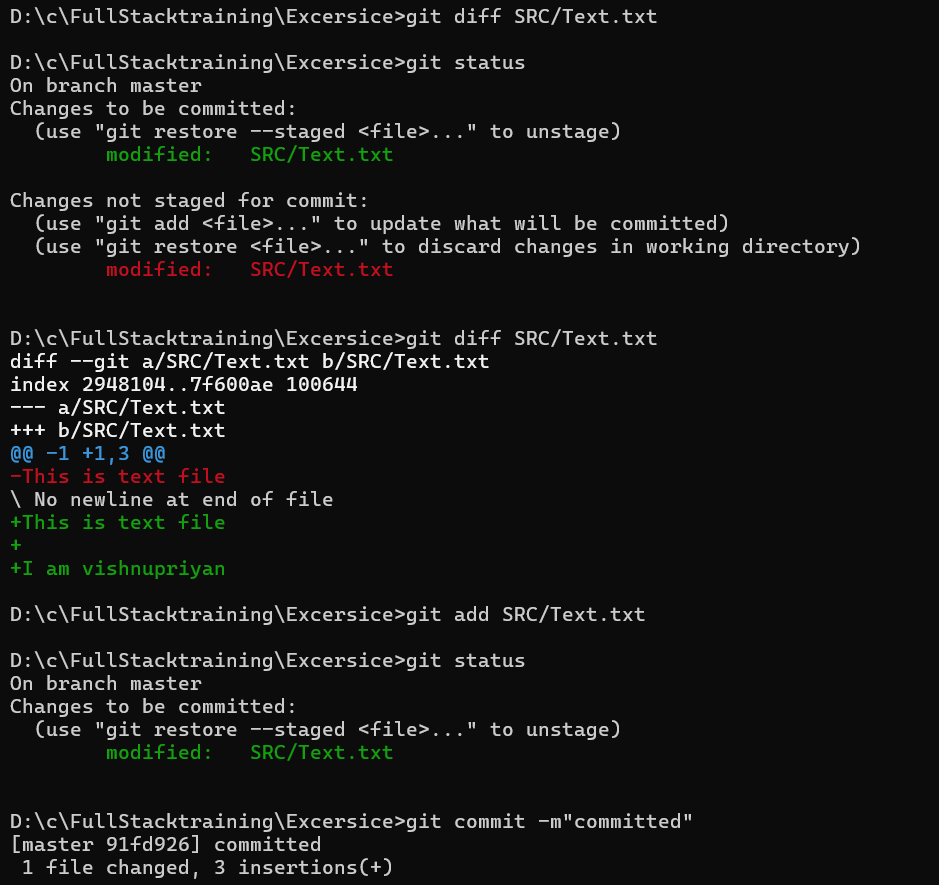 D:\c\FullStacktraining\Excersice>git diff SRC/Text.txt
D:\c\FullStacktraining\Excersice>git status
On branch master
Changes to be committed:
  (use "git restore --staged <file>..." to unstage)
        modified:   SRC/Text.txt
Changes not staged for commit:
  (use "git add <file>..." to update what will be committed)
  (use "git restore <file>..." to discard changes in working directory)
        modified:   SRC/Text.txt
D:\c\FullStacktraining\Excersice>git diff SRC/Text.txt
diff --git a/SRC/Text.txt b/SRC/Text.txt
index 2948104..7f600ae 100644
--- a/SRC/Text.txt
+++ b/SRC/Text.txt
@@ -1 +1,3 @@
-This is text file
\ No newline at end of file
+This is text file
+
+I am vishnupriyan
D:\c\FullStacktraining\Excersice>git add SRC/Text.txt
D:\c\FullStacktraining\Excersice>git status
On branch master
Changes to be committed:
  (use "git restore --staged <file>..." to unstage)
        modified:   SRC/Text.txt
D:\c\FullStacktraining\Excersice>git commit -m"committed"
[master 91fd926] committed
 1 file changed, 3 insertions(+)